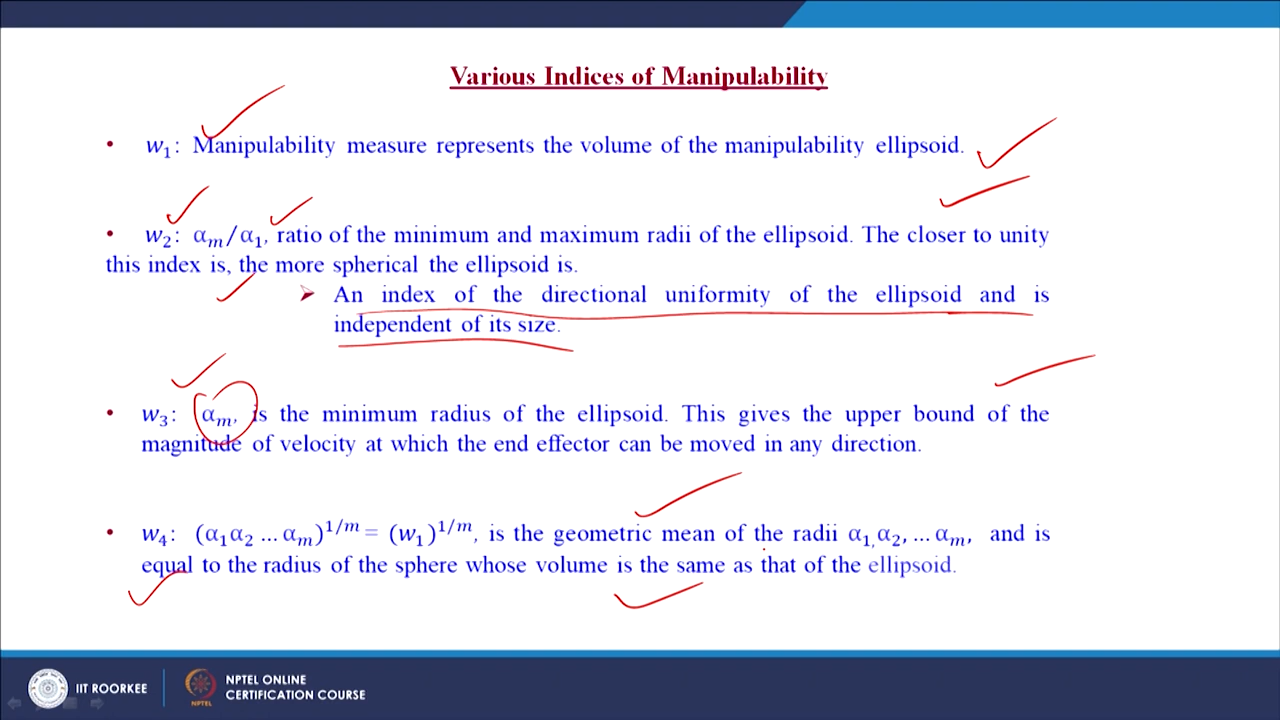 Various Indices of Manipulability
• w₁: Manipulability measure represents the volume of the manipulability ellipsoid.
• w₂: αₘ/α₁, ratio of the minimum and maximum radii of the ellipsoid. The closer to unity
this index is, the more spherical the ellipsoid is.
➢ An index of the directional uniformity of the ellipsoid and is
independent of its size.
• w₃: αₘ, is the minimum radius of the ellipsoid. This gives the upper bound of the
magnitude of velocity at which the end effector can be moved in any direction.
• w₄: (α₁α₂ … αₘ)^{1/m} = (w₁)^{1/m}, is the geometric mean of the radii α₁, α₂, … αₘ, and is
equal to the radius of the sphere whose volume is the same as that of the ellipsoid.
IIT ROORKEE
NPTEL
NPTEL ONLINE
CERTIFICATION COURSE